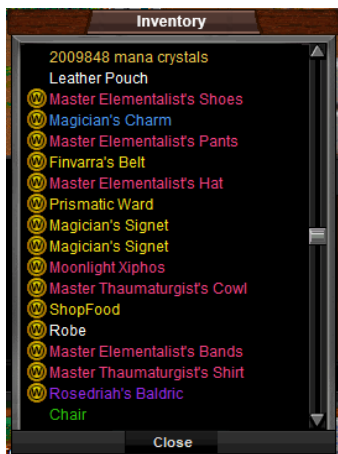 Inventory
2009848 mana crystals
Leather Pouch
W Master Elementalist's Shoes
W Magician's Charm
W Master Elementalist's Pants
W Finvarra's Belt
W Master Elementalist's Hat
W Prismatic Ward
W Magician's Signet
W Magician's Signet
W Moonlight Xiphos
W Master Thaumaturgist's Cowl
W ShopFood
W Robe
W Master Elementalist's Bands
W Master Thaumaturgist's Shirt
W Rosedriah's Baldric
Chair
Close